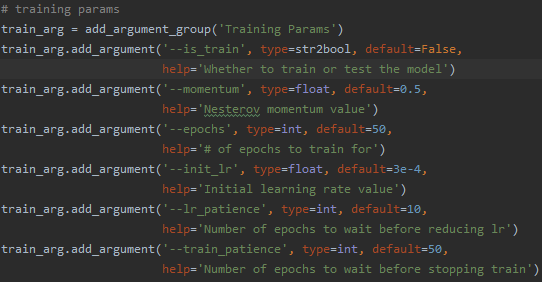 # training params
train_arg = add_argument_group('Training Params')
train_arg.add_argument('--is_train', type=str2bool, default=False,
help='Whether to train or test the model')
train_arg.add_argument('--momentum', type=float, default=0.5,
help='Nesterov momentum value')
train_arg.add_argument('--epochs', type=int, default=50,
help='# of epochs to train for')
train_arg.add_argument('--init_lr', type=float, default=3e-4,
help='Initial learning rate value')
train_arg.add_argument('--lr_patience', type=int, default=10,
help='Number of epochs to wait before reducing lr')
train_arg.add_argument('--train_patience', type=int, default=50,
help='Number of epochs to wait before stopping train')